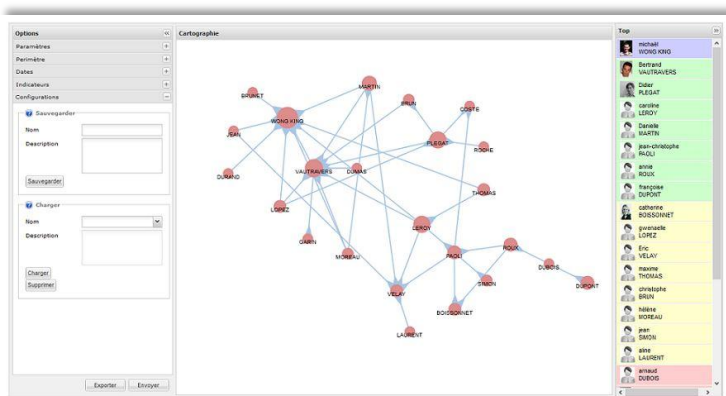 Options
Paramètres
Perimètre
Dates
Indicateurs
Configurations
Sauvegarder
Nom
Description
Sauvegarder
Charger
Nom
Description
Charger
Supprimer
Exporter
Envoyer
Cartographie
BRUNET
MARTIN
BRUN
COSTE
WONG KING
JEAN
PLEGAT
ROCHE
DURAND
VAUTRAVERS
DUMAS
THOMAS
LOPEZ
LEROY
GARIN
MOREAU
PAOLI
ROUX
DUBOIS
SIMON
DUPONT
VELAY
BOISSONNET
LAURENT
Top
michaël
WONG KING
Bertrand
VAUTRAVERS
Didier
PLEGAT
caroline
LEROY
Danielle
MARTIN
jean-christophe
PAOLI
annie
ROUX
françoise
DUPONT
catherine
BOISSONNET
gwenaelle
LOPEZ
Eric
VELAY
maxime
THOMAS
christophe
BRUN
hélène
MOREAU
jean
SIMON
aline
LAURENT
arnaud
DUBOIS